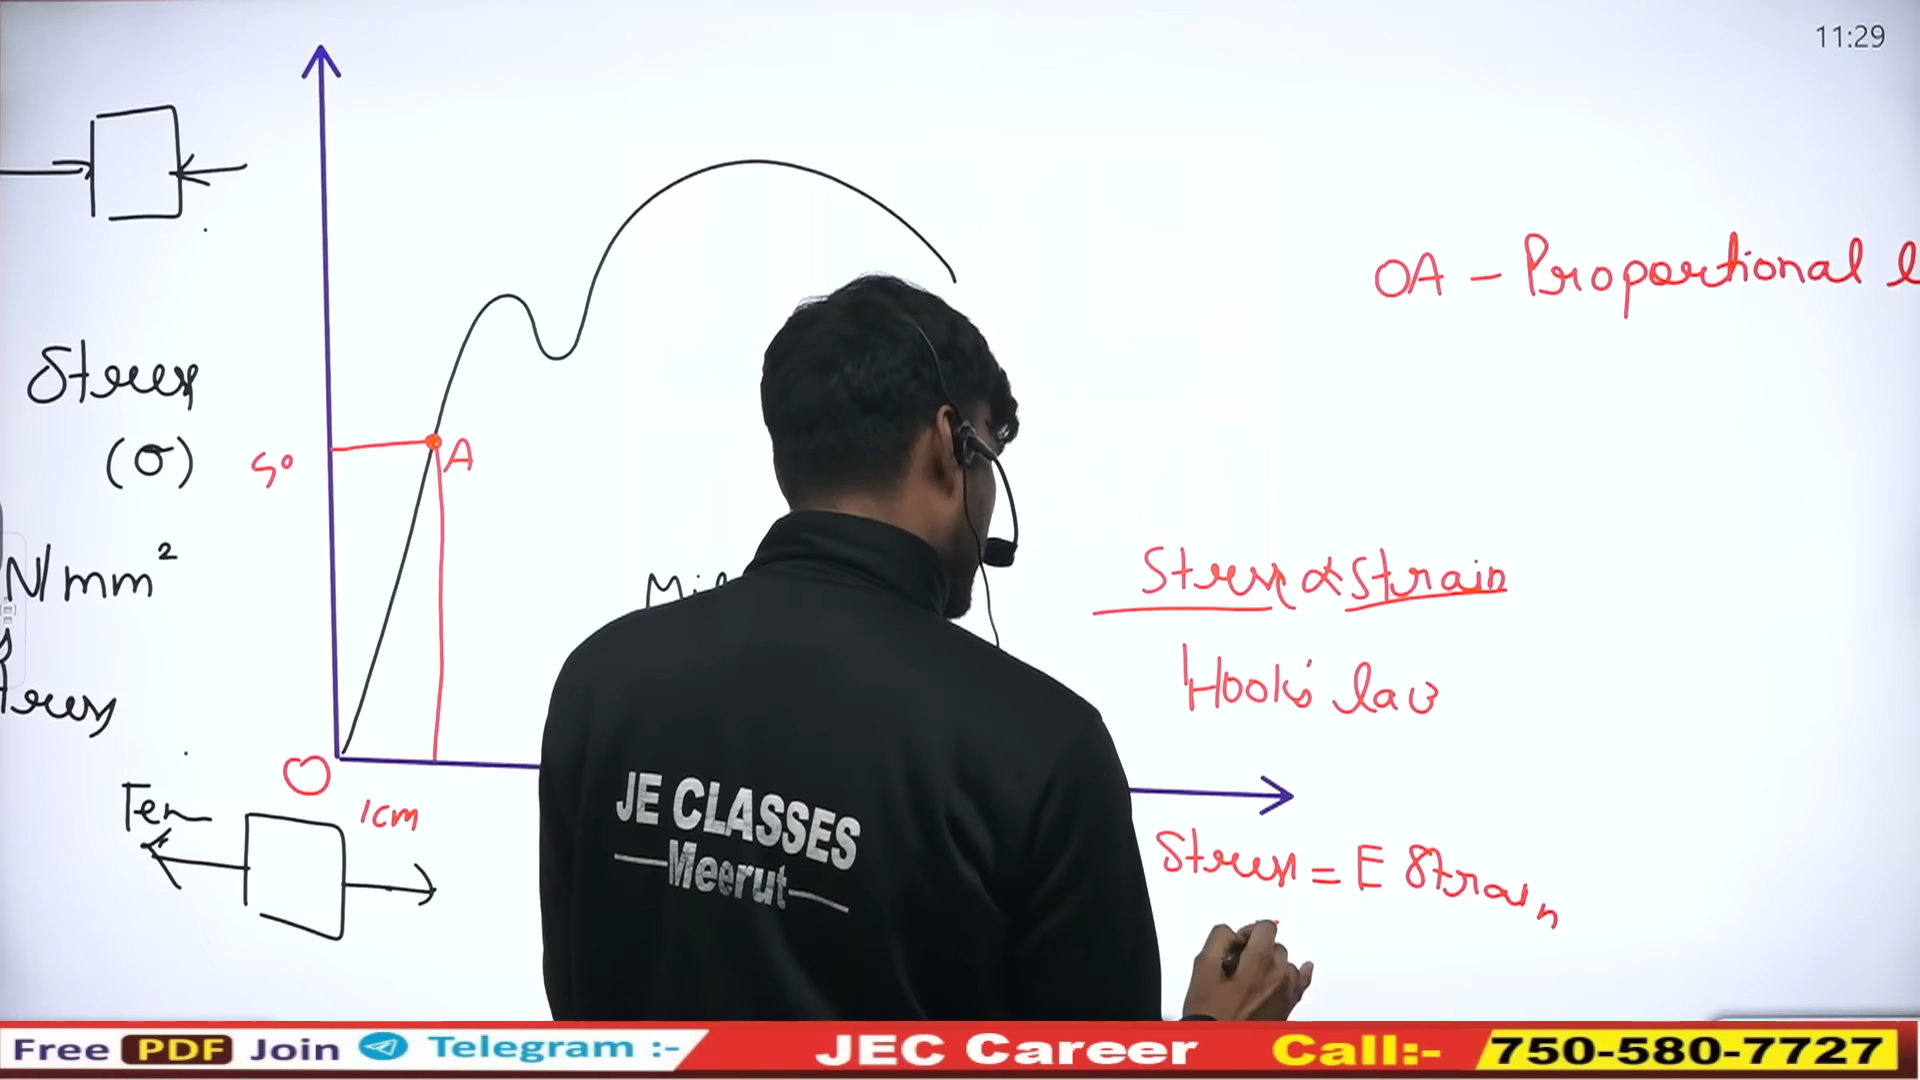 11:29
OA - Proportional l
Stress
(σ)
50
A
N/mm²
Stress ∝ Strain
Hook's law
O
1cm
Ten
Stress = E Strain
JE CLASSES
Meerut
Free PDF Join Telegram :- JEC Career Call:- 750-580-7727